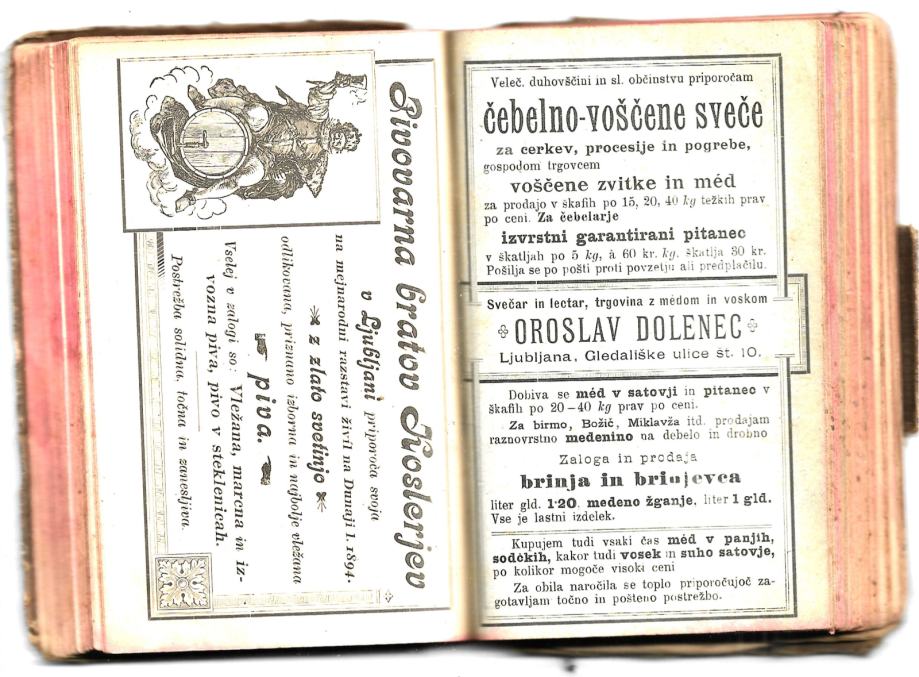 Pivovarna bratov Koslerjev
v Ljubljani priporoča svoja
na mejnarodni razstavi živil na Dunaji l. 1894.
z zlato svetinjo
odlikovana, priznano izborna in najbolje vležana
piva.
Vselej v zalogi so: Vležana, marcna in iz-
vozna piva, pivo v steklenicah.
Postrežba solidna, točna in zanesljiva.
Veleč. duhovščini in sl. občinstvu priporočam
čebelno-voščene sveče
za cerkev, procesije in pogrebe,
gospodom trgovcem
voščene zvitke in méd
za prodajo v škafih po 15, 20, 40 kg težkih prav
po ceni. Za čebelarje
izvrstni garantirani pitanec
v škatljah po 5 kg, à 60 kr. kg. škatlja 30 kr.
Pošilja se po pošti proti povzetju ali predplačilu.
Svečar in lectar, trgovina z médom in voskom
OROSLAV DOLENEC
Ljubljana, Gledališke ulice št. 10.
Dobiva se méd v satovji in pitanec v
škafih po 20–40 kg prav po ceni.
Za birmo, Božič, Miklavža itd. prodajam
raznovrstno medenino na debelo in drobno
Zaloga in prodaja
brinja in brinjevca
liter gld. 1·20, medeno žganje, liter 1 gld.
Vse je lastni izdelek.
Kupujem tudi vsaki čas méd v panjih,
sodčkih, kakor tudi vosek in suho satovje,
po kolikor mogoče visoki ceni
Za obila naročila se toplo priporočujoč za-
gotavljam točno in pošteno postrežbo.